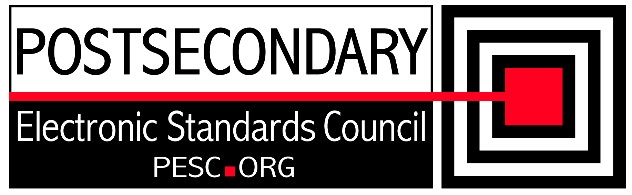 POSTSECONDARY
Electronic Standards Council
PESC.ORG